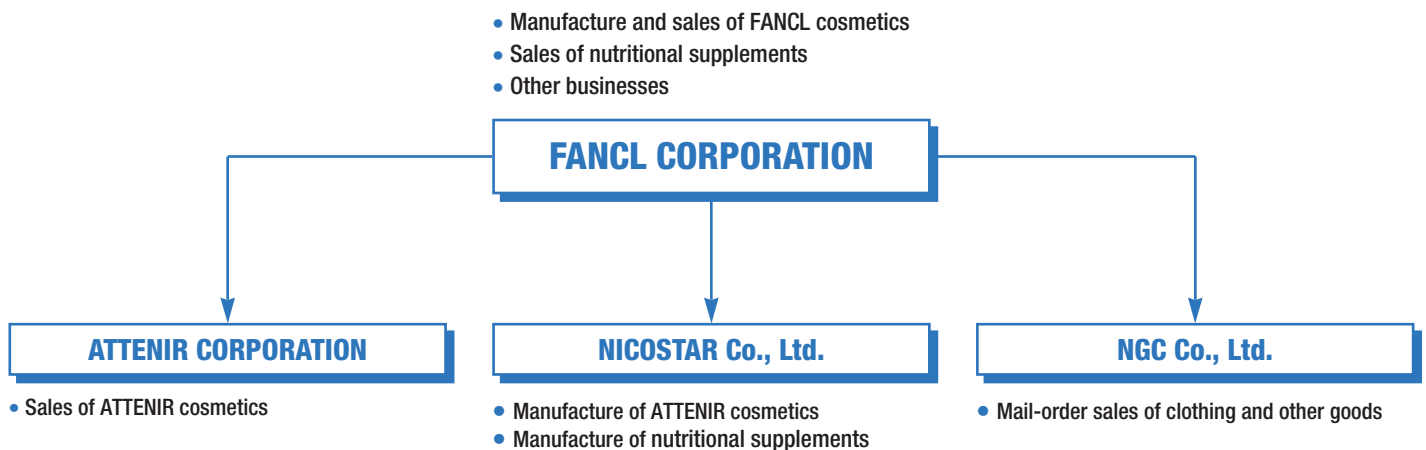 • Manufacture and sales of FANCL cosmetics
• Sales of nutritional supplements
• Other businesses
FANCL CORPORATION
ATTENIR CORPORATION
• Sales of ATTENIR cosmetics
NICOSTAR Co., Ltd.
• Manufacture of ATTENIR cosmetics
• Manufacture of nutritional supplements
NGC Co., Ltd.
• Mail-order sales of clothing and other goods